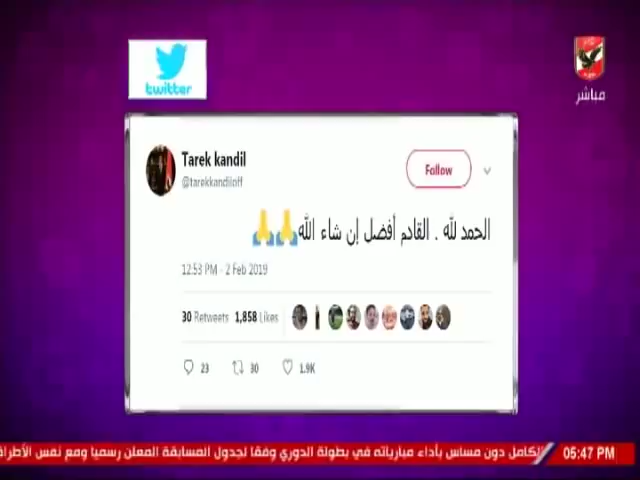 twitter
مباشر
Tarek kandil
@tarekkandiloff
Follow
الحمد لله . القادم أفضل إن شاء الله🙏🙏
12:53 PM - 2 Feb 2019
30 Retweets 1,858 Likes
23 30 1.9K
الكامل دون مساس بأداء مبارياته في بطولة الدوري وفقا لجدول المسابقة المعلن رسميا ومع نفس الأطراف
05:47 PM